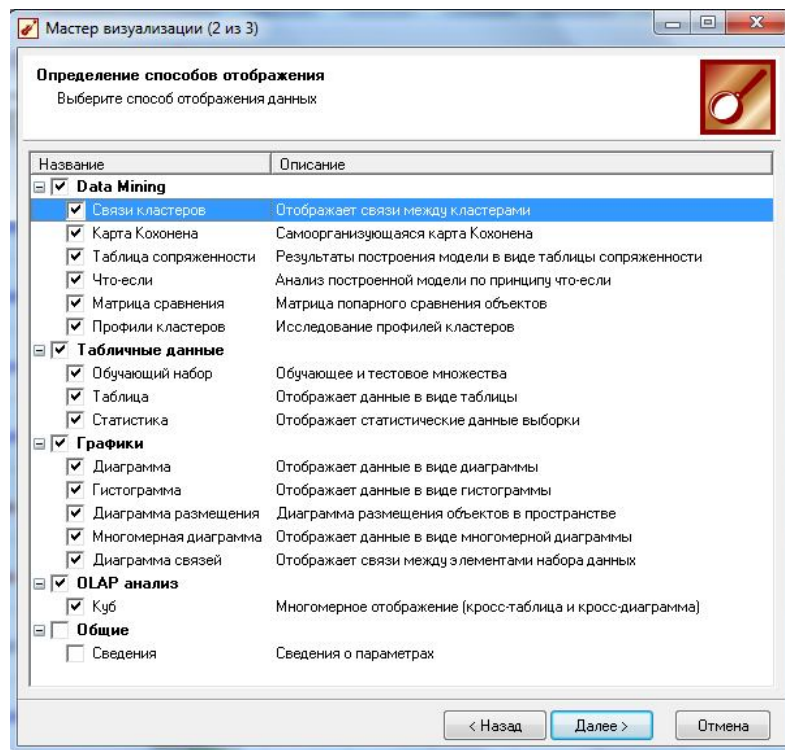 Мастер визуализации (2 из 3)
Определение способов отображения
Выберите способ отображения данных
Название Описание
Data Mining
Связи кластеров Отображает связи между кластерами
Карта Кохонена Самоорганизующаяся карта Кохонена
Таблица сопряженности Результаты построения модели в виде таблицы сопряженности
Что-если Анализ построенной модели по принципу что-если
Матрица сравнения Матрица попарного сравнения объектов
Профили кластеров Исследование профилей кластеров
Табличные данные
Обучающий набор Обучающее и тестовое множества
Таблица Отображает данные в виде таблицы
Статистика Отображает статистические данные выборки
Графики
Диаграмма Отображает данные в виде диаграммы
Гистограмма Отображает данные в виде гистограммы
Диаграмма размещения Диаграмма размещения объектов в пространстве
Многомерная диаграмма Отображает данные в виде многомерной диаграммы
Диаграмма связей Отображает связи между элементами набора данных
OLAP анализ
Куб Многомерное отображение (кросс-таблица и кросс-диаграмма)
Общие
Сведения Сведения о параметрах
< Назад Далее > Отмена